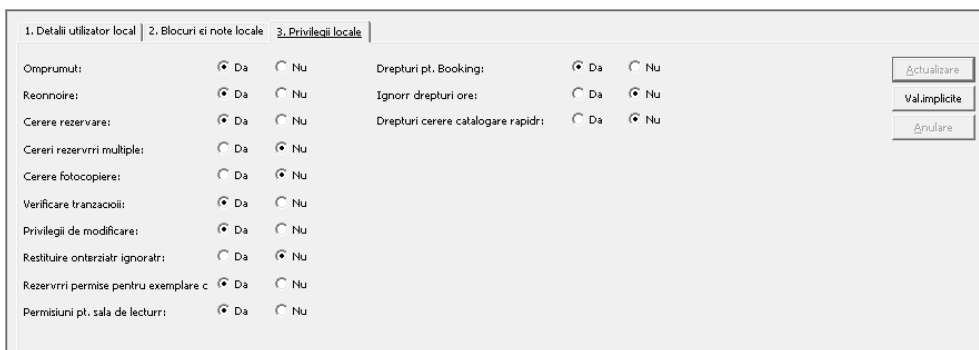 1. Detalii utilizator local 2. Blocuri єi note locale 3. Privilegii locale
Omprumut: Da Nu Drepturi pt. Booking: Da Nu Actualizare
Reonnoire: Da Nu Ignorr drepturi ore: Da Nu Val.implicite
Cerere rezervare: Da Nu Drepturi cerere catalogare rapidr: Da Nu Anulare
Cereri rezervrri multiple: Da Nu
Cerere fotocopiere: Da Nu
Verificare tranzacюii: Da Nu
Privilegii de modificare: Da Nu
Restituire onterziatr ignoratr: Da Nu
Rezervrri permise pentru exemplare c Da Nu
Permisiuni pt. sala de lecturr: Da Nu